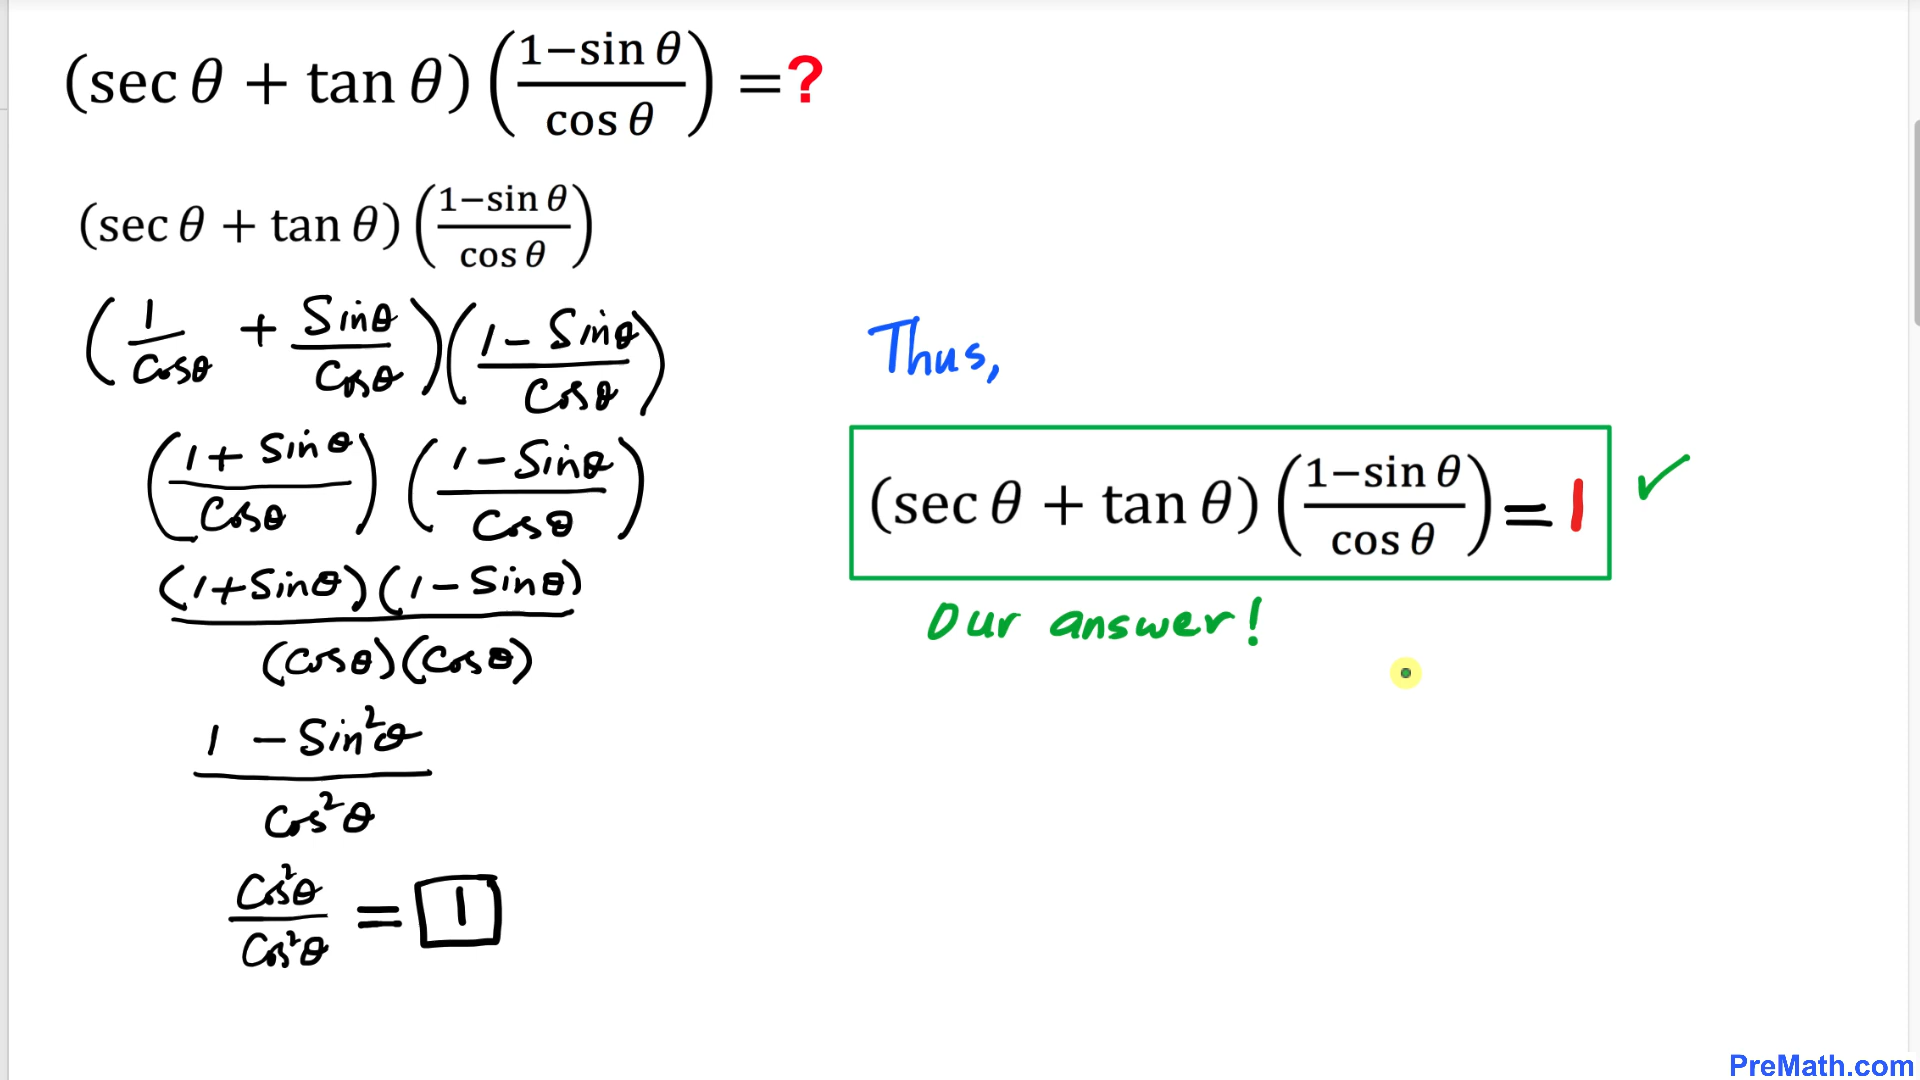 (sec θ + tan θ) ((1−sin θ)/(cos θ)) =?
(sec θ + tan θ) ((1−sin θ)/(cos θ))
(1/Cosθ + Sinθ/Cosθ) ((1 − Sinθ)/Cosθ)
((1 + Sinθ)/Cosθ) ((1 − Sinθ)/Cosθ)
(1+Sinθ)(1−Sinθ)/(Cosθ)(Cosθ)
(1 − Sin²θ)/Cos²θ
Cos²θ/Cos²θ = 1
Thus,
(sec θ + tan θ) ((1−sin θ)/(cos θ)) = 1 ✓
Our answer!
PreMath.com